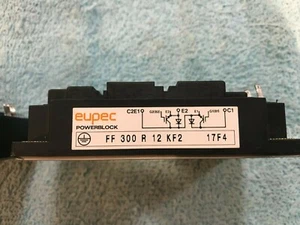 eupec
POWERBLOCK
C2E1 E2 C1
FF 300 R 12 KF2 17F4